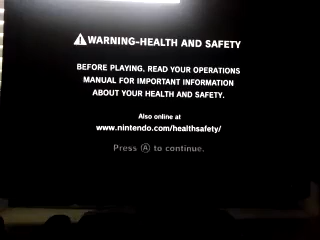 ⚠WARNING-HEALTH AND SAFETY
BEFORE PLAYING, READ YOUR OPERATIONS
MANUAL FOR IMPORTANT INFORMATION
ABOUT YOUR HEALTH AND SAFETY.
Also online at
www.nintendo.com/healthsafety/
Press Ⓐ to continue.